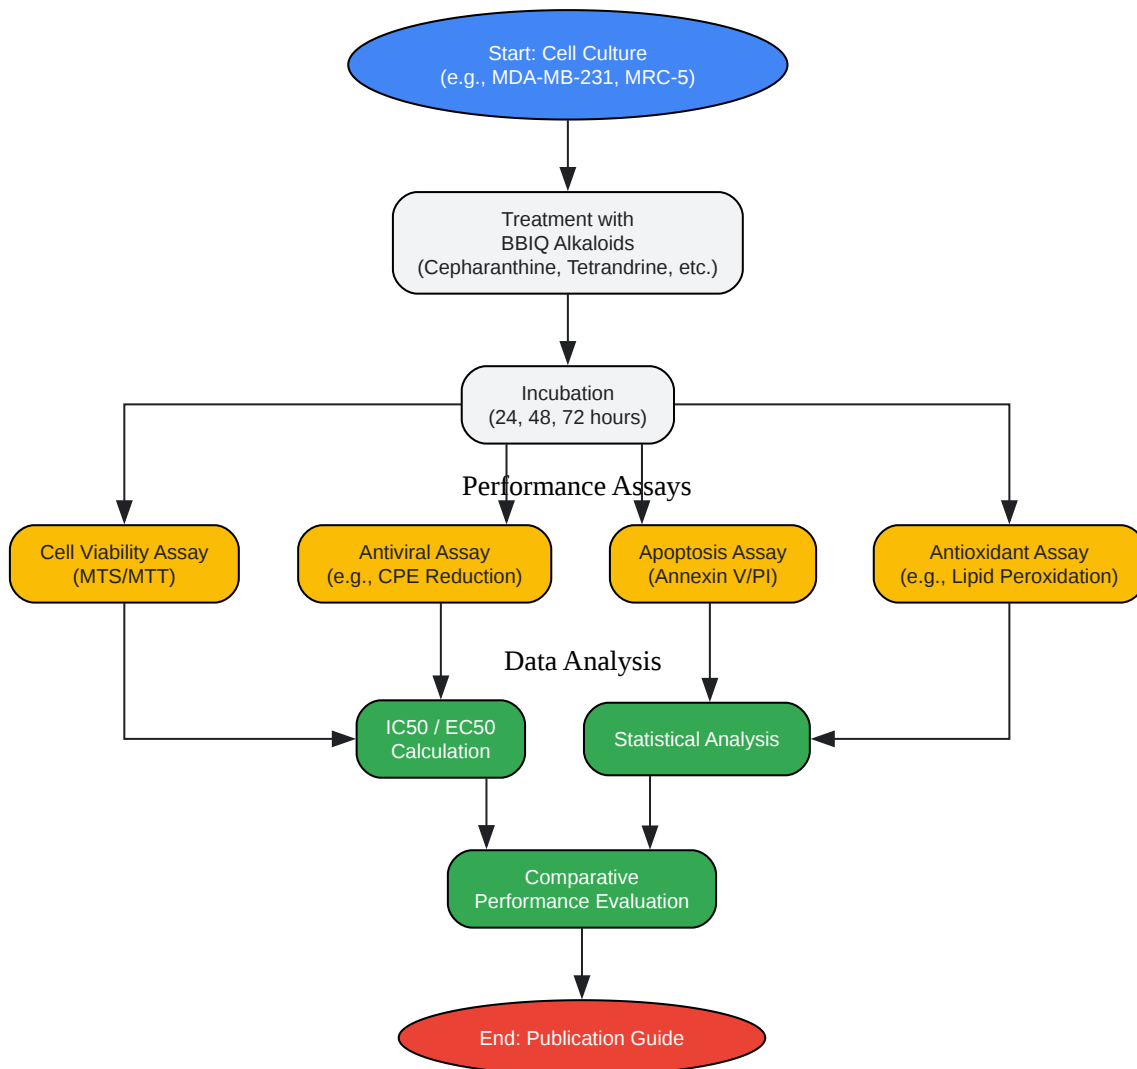 Start: Cell Culture
(e.g., MDA-MB-231, MRC-5)
Treatment with
BBIQ Alkaloids
(Cepharanthine, Tetrandrine, etc.)
Incubation
(24, 48, 72 hours)
Performance Assays
Cell Viability Assay
(MTS/MTT)
Antiviral Assay
(e.g., CPE Reduction)
Apoptosis Assay
(Annexin V/PI)
Antioxidant Assay
(e.g., Lipid Peroxidation)
Data Analysis
IC50 / EC50
Calculation
Statistical Analysis
Comparative
Performance Evaluation
End: Publication Guide